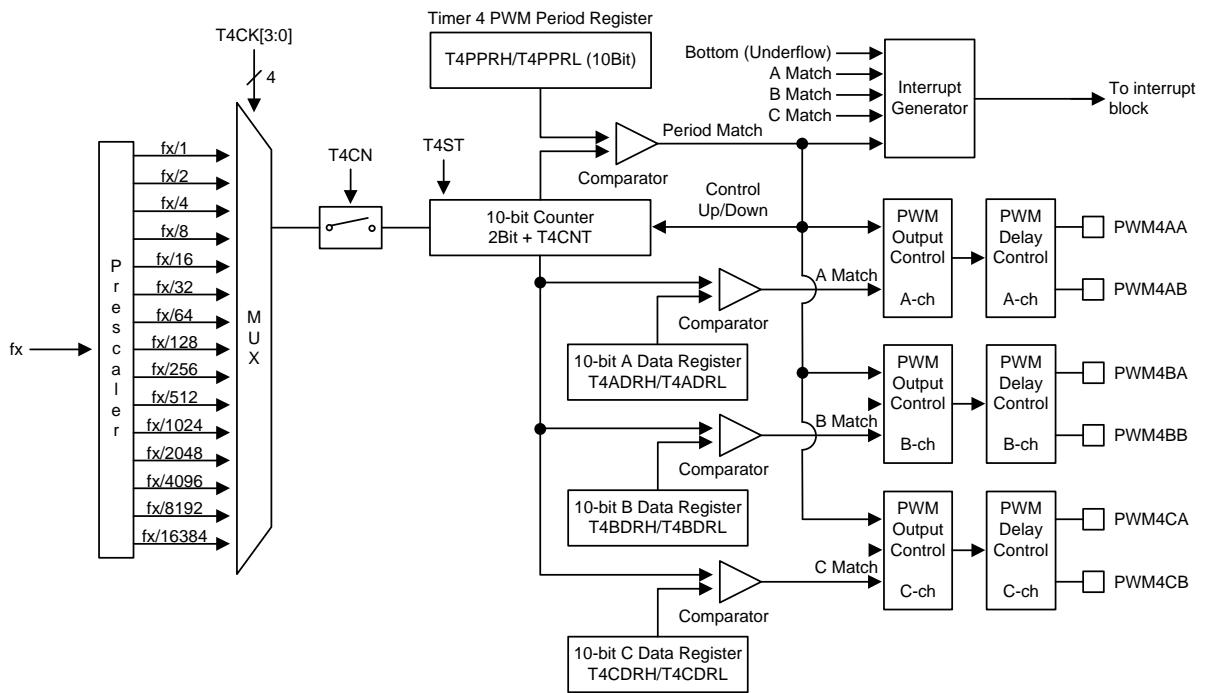 Timer 4 PWM Period Register
T4PPRH/T4PPRL (10Bit)
T4CK[3:0]
4
Bottom (Underflow)
A Match
B Match
C Match
Interrupt
Generator
To interrupt
block
Period Match
Comparator
T4CN
T4ST
10-bit Counter
2Bit + T4CNT
Control
Up/Down
fx
Prescaler
fx/1
fx/2
fx/4
fx/8
fx/16
fx/32
fx/64
fx/128
fx/256
fx/512
fx/1024
fx/2048
fx/4096
fx/8192
fx/16384
MUX
A Match
Comparator
10-bit A Data Register
T4ADRH/T4ADRL
PWM
Output
Control
A-ch
PWM
Delay
Control
A-ch
PWM4AA
PWM4AB
B Match
Comparator
10-bit B Data Register
T4BDRH/T4BDRL
PWM
Output
Control
B-ch
PWM
Delay
Control
B-ch
PWM4BA
PWM4BB
C Match
Comparator
10-bit C Data Register
T4CDRH/T4CDRL
PWM
Output
Control
C-ch
PWM
Delay
Control
C-ch
PWM4CA
PWM4CB